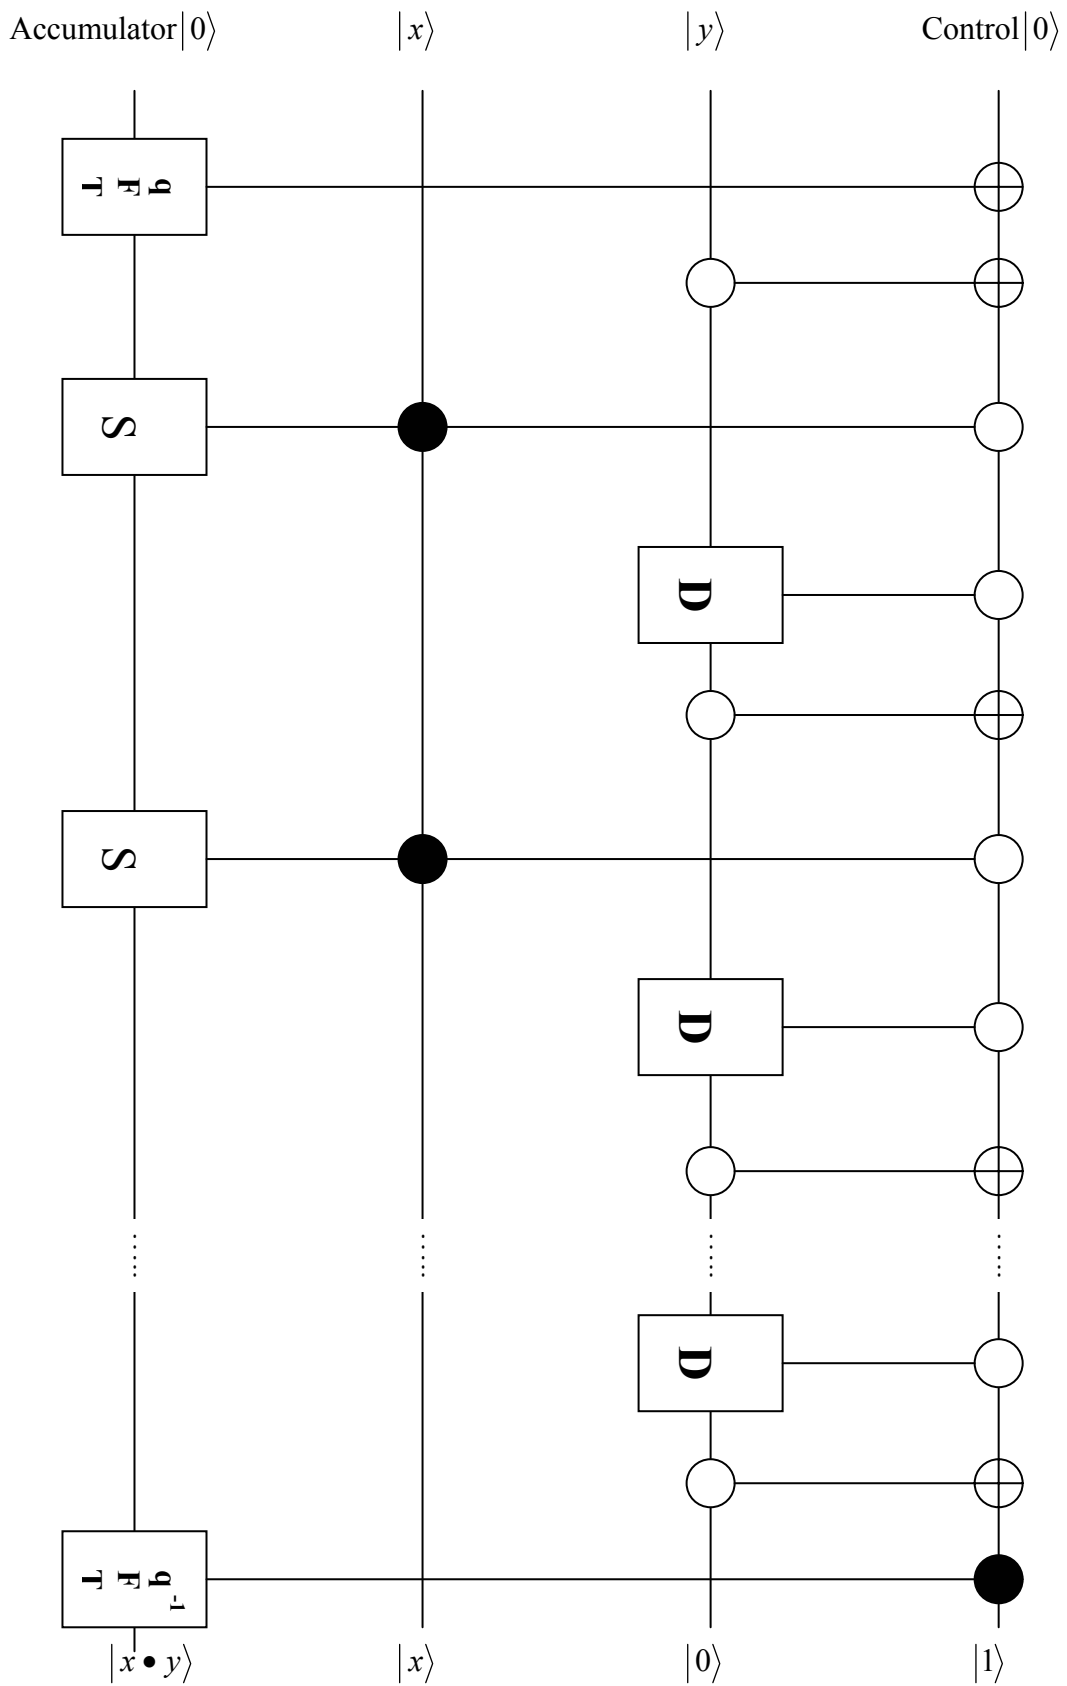 Accumulator|0⟩ |x⟩ |y⟩ Control|0⟩
qFT
S
D
S
D
D
qFT⁻¹
|x • y⟩ |x⟩ |0⟩ |1⟩